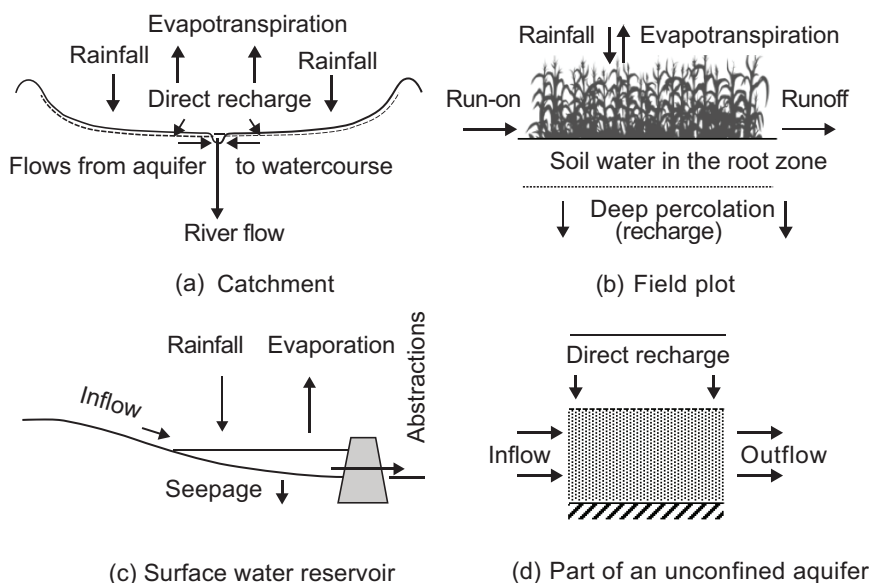 Evapotranspiration
Rainfall
Rainfall
Direct recharge
Flows from aquifer
to watercourse
River flow
(a) Catchment
Rainfall
Evapotranspiration
Run-on
Runoff
Soil water in the root zone
Deep percolation
(recharge)
(b) Field plot
Rainfall
Evaporation
Abstractions
Inflow
Seepage
(c) Surface water reservoir
Direct recharge
Inflow
Outflow
(d) Part of an unconfined aquifer